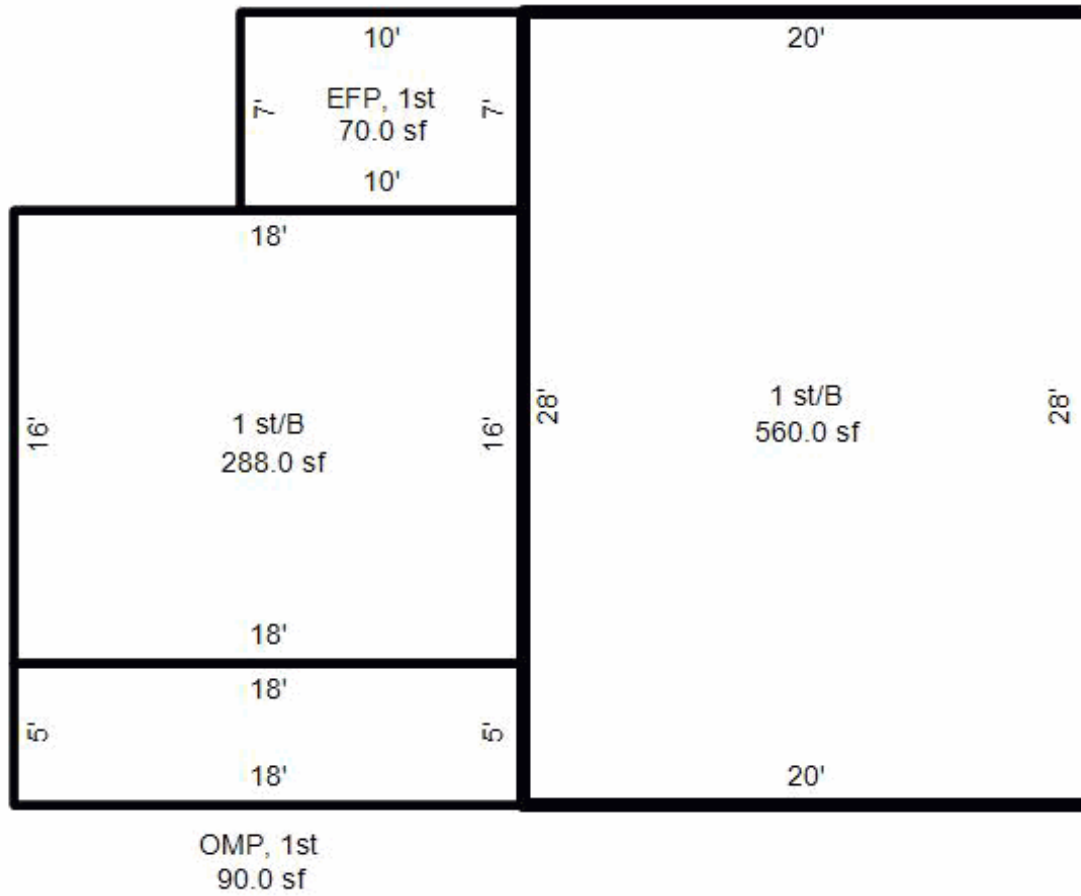 10'
7'
EFP, 1st
70.0 sf
7'
10'
20'
18'
16'
1 st/B
288.0 sf
16'
18'
28'
1 st/B
560.0 sf
28'
18'
5'
5'
18'
20'
OMP, 1st
90.0 sf